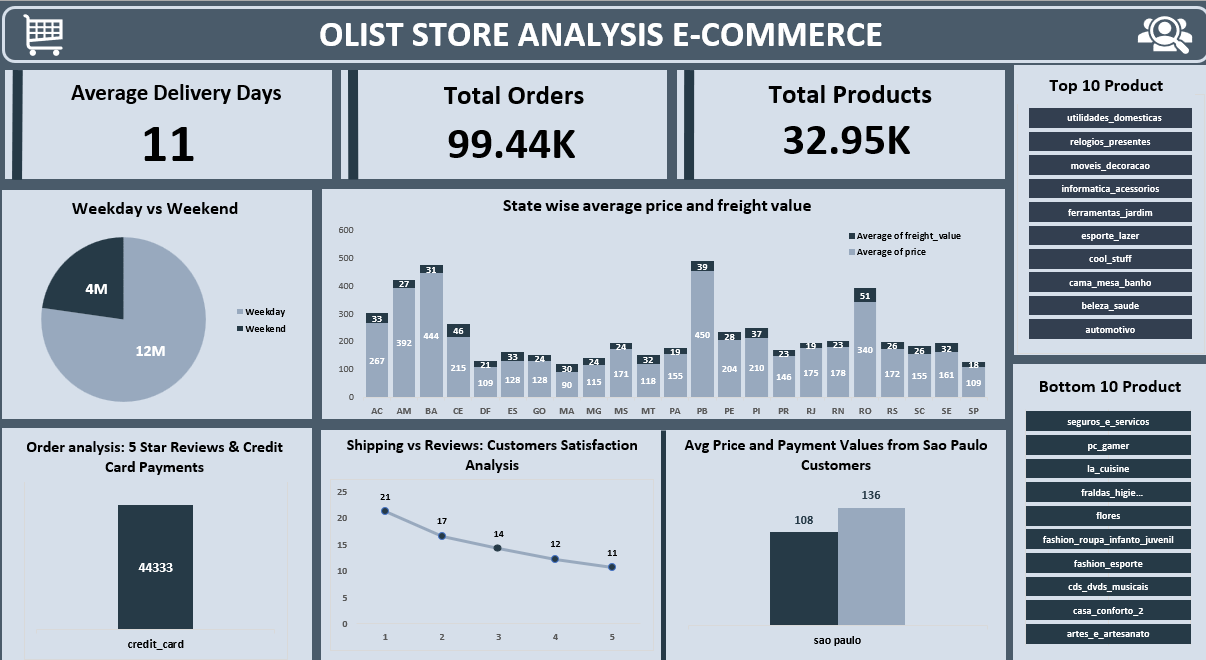 OLIST STORE ANALYSIS E-COMMERCE
Average Delivery Days
11
Total Orders
99.44K
Total Products
32.95K
Top 10 Product
utilidades_domesticas
relogios_presentes
moveis_decoracao
informatica_acessorios
ferramentas_jardim
esporte_lazer
cool_stuff
cama_mesa_banho
beleza_saude
automotivo
Weekday vs Weekend
4M
12M
Weekday
Weekend
State wise average price and freight value
Average of freight_value
Average of price
600
500
400
300
200
100
0
33 27 31 46 21 33 24 30 24 24 32 19 39 28 37 23 19 23 51 26 26 32 18
267 392 444 215 109 128 128 90 115 171 118 155 450 204 210 146 175 178 340 172 155 161 109
AC AM BA CE DF ES GO MA MG MS MT PA PB PE PI PR RJ RN RO RS SC SE SP
Bottom 10 Product
seguros_e_servicos
pc_gamer
la_cuisine
fraldas_higie...
flores
fashion_roupa_infanto_juvenil
fashion_esporte
cds_dvds_musicais
casa_conforto_2
artes_e_artesanato
Order analysis: 5 Star Reviews & Credit
Card Payments
44333
credit_card
Shipping vs Reviews: Customers Satisfaction
Analysis
25
20
15
10
5
0
21 17 14 12 11
1 2 3 4 5
Avg Price and Payment Values from Sao Paulo
Customers
108 136
sao paulo